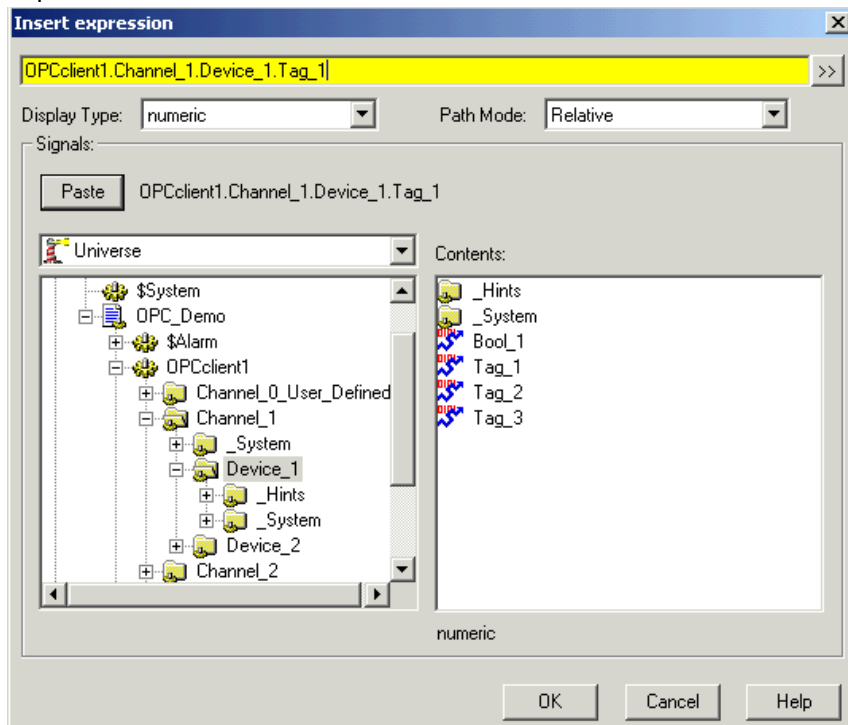 Insert expression
OPCclient1.Channel_1.Device_1.Tag_1
>>
Display Type: numeric Path Mode: Relative
Signals:
Paste OPCclient1.Channel_1.Device_1.Tag_1
Universe
$System
OPC_Demo
$Alarm
OPCclient1
Channel_0_User_Defined
Channel_1
_System
Device_1
_Hints
_System
Device_2
Channel_2
Contents:
_Hints
_System
Bool_1
Tag_1
Tag_2
Tag_3
numeric
OK Cancel Help